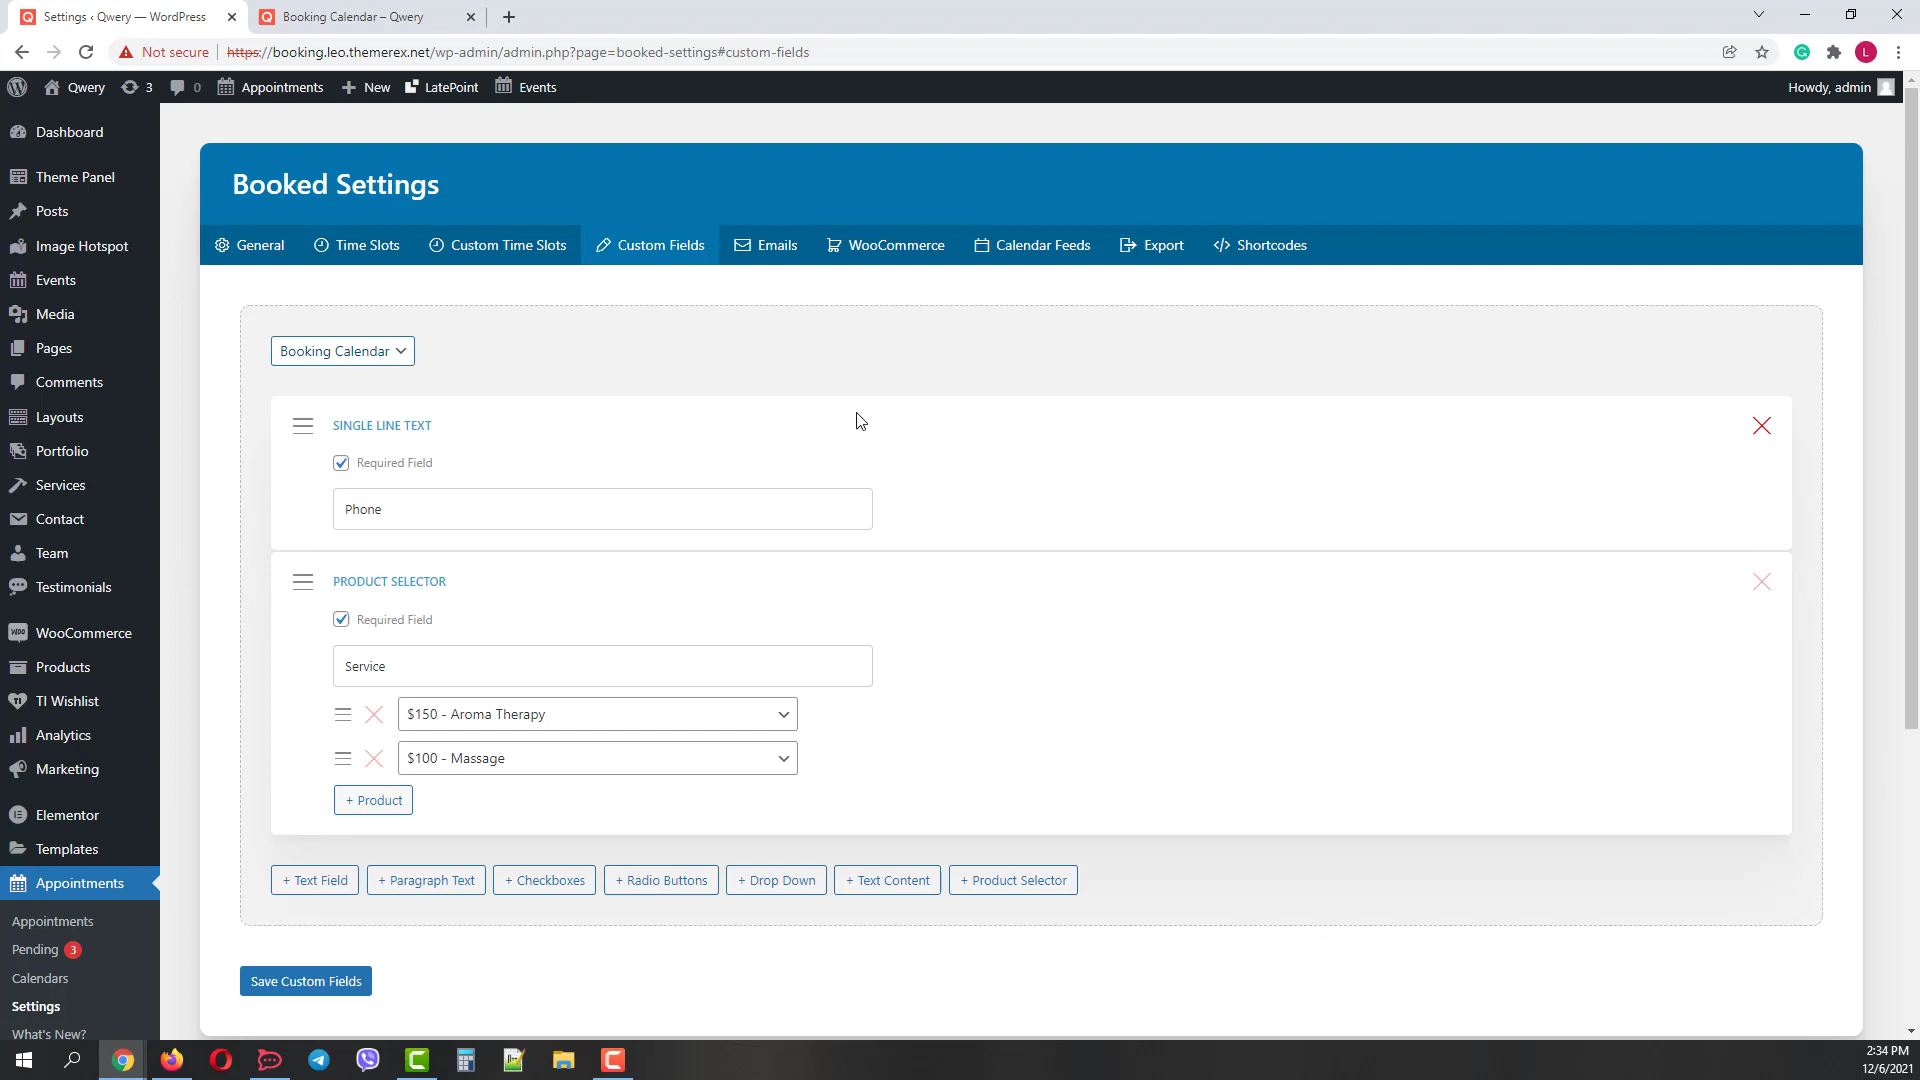 Settings ‹ Qwery — WordPress
Booking Calendar – Qwery
Not secure
https://booking.leo.themerex.net/wp-admin/admin.php?page=booked-settings#custom-fields
L
Qwery
3
0
Appointments
New
LatePoint
Events
Howdy, admin
Dashboard
Theme Panel
Posts
Image Hotspot
Events
Media
Pages
Comments
Layouts
Portfolio
Services
Contact
Team
Testimonials
WooCommerce
Products
TI Wishlist
Analytics
Marketing
Elementor
Templates
Appointments
Appointments
Pending 3
Calendars
Settings
What's New?
Booked Settings
General
Time Slots
Custom Time Slots
Custom Fields
Emails
WooCommerce
Calendar Feeds
Export
Shortcodes
Booking Calendar
SINGLE LINE TEXT
Required Field
Phone
PRODUCT SELECTOR
Required Field
Service
$150 - Aroma Therapy
$100 - Massage
+ Product
+ Text Field
+ Paragraph Text
+ Checkboxes
+ Radio Buttons
+ Drop Down
+ Text Content
+ Product Selector
Save Custom Fields
2:34 PM
12/6/2021